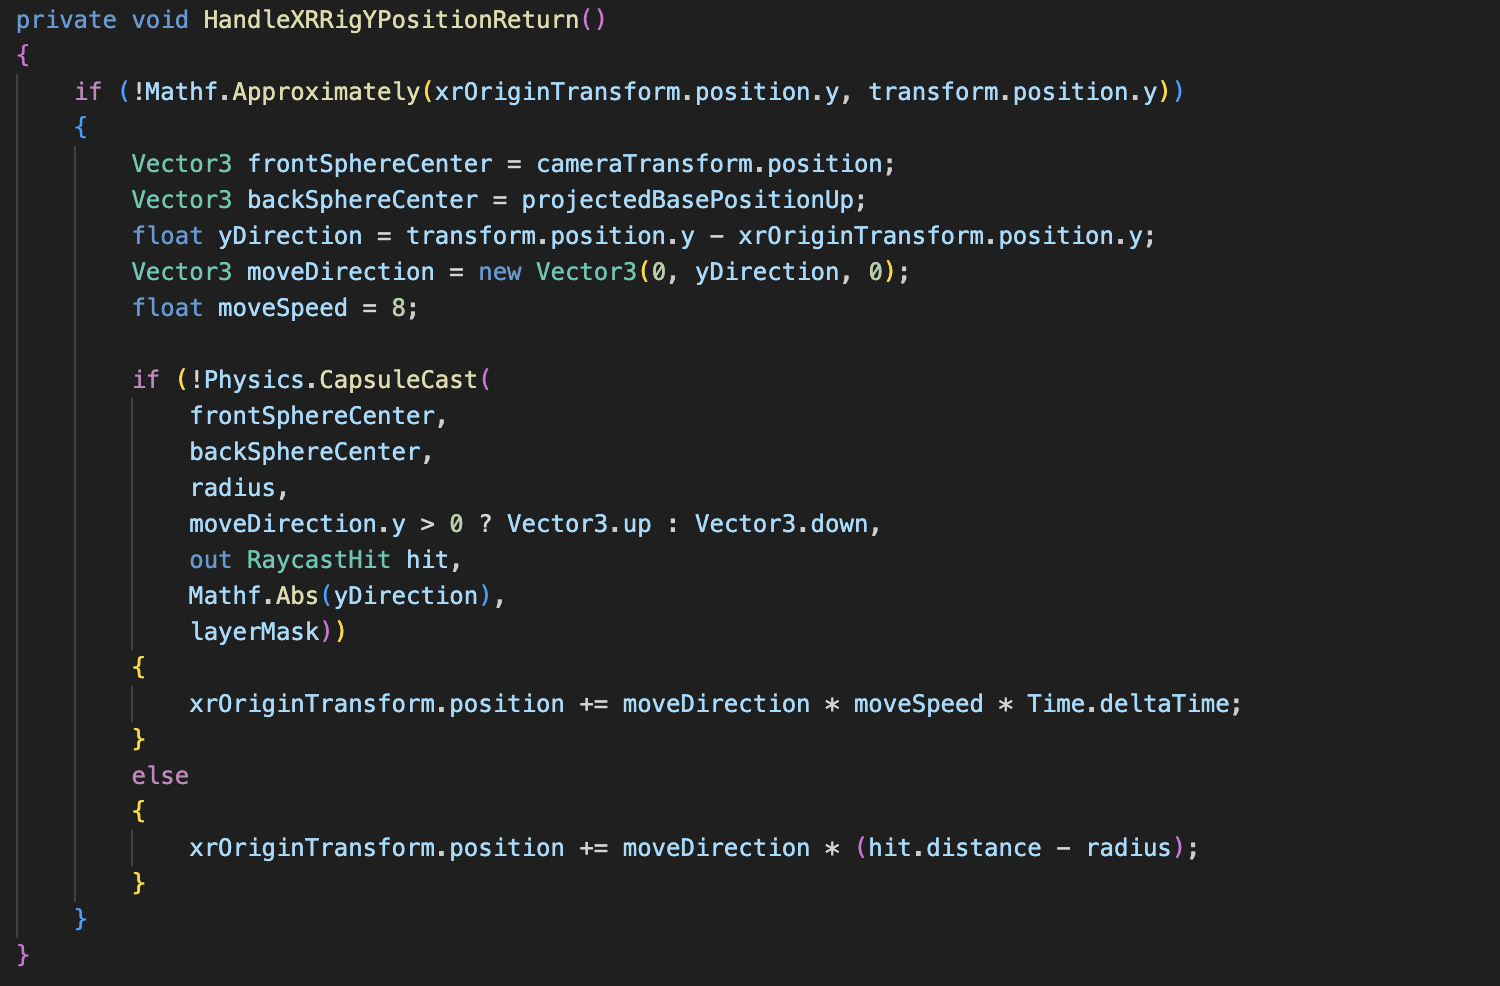 private void HandleXRRigYPositionReturn()
{
    if (!Mathf.Approximately(xrOriginTransform.position.y, transform.position.y))
    {
        Vector3 frontSphereCenter = cameraTransform.position;
        Vector3 backSphereCenter = projectedBasePositionUp;
        float yDirection = transform.position.y - xrOriginTransform.position.y;
        Vector3 moveDirection = new Vector3(0, yDirection, 0);
        float moveSpeed = 8;

        if (!Physics.CapsuleCast(
            frontSphereCenter,
            backSphereCenter,
            radius,
            moveDirection.y > 0 ? Vector3.up : Vector3.down,
            out RaycastHit hit,
            Mathf.Abs(yDirection),
            layerMask))
        {
            xrOriginTransform.position += moveDirection * moveSpeed * Time.deltaTime;
        }
        else
        {
            xrOriginTransform.position += moveDirection * (hit.distance - radius);
        }
    }
}